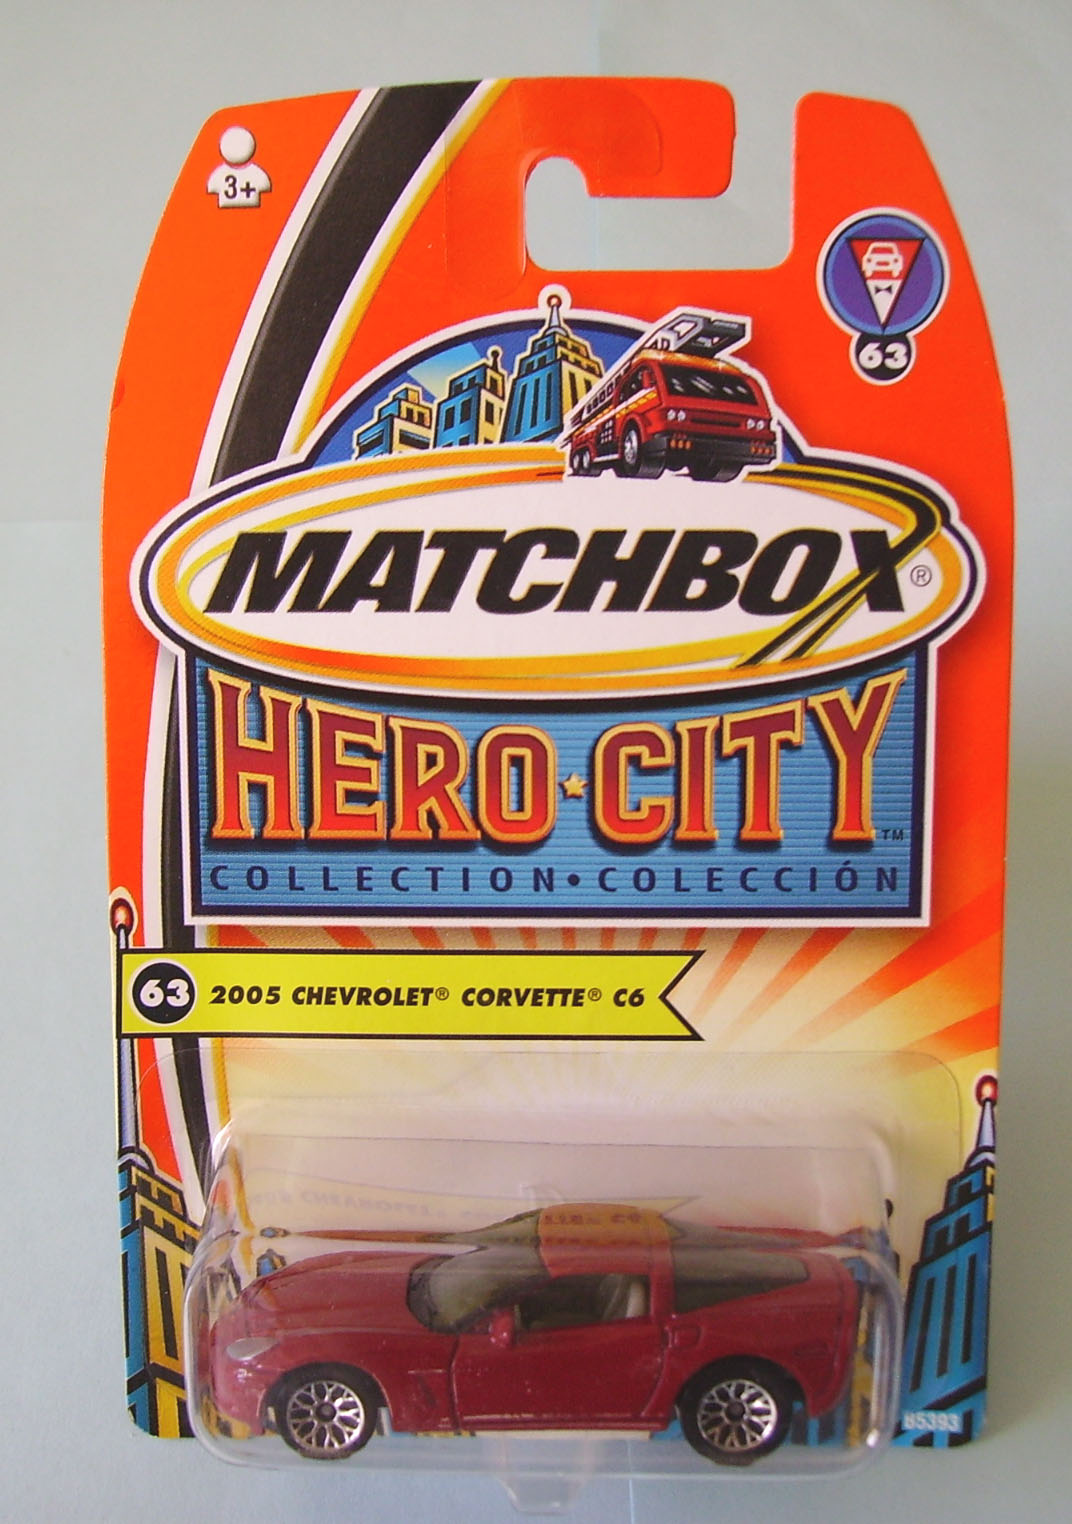 3+
63
MATCHBOX®
HERO★CITY™
COLLECTION • COLECCIÓN
63 2005 CHEVROLET® CORVETTE® C6
B5393